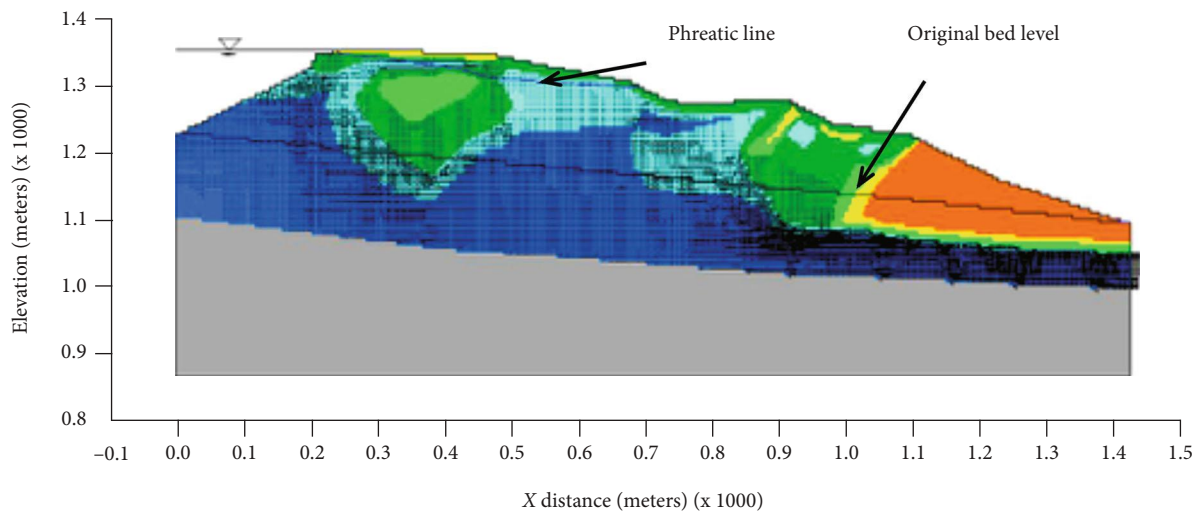 Phreatic line
Original bed level
Elevation (meters) (x 1000)
1.4
1.3
1.2
1.1
1.0
0.9
0.8
−0.1 0.0 0.1 0.2 0.3 0.4 0.5 0.6 0.7 0.8 0.9 1.0 1.1 1.2 1.3 1.4 1.5
X distance (meters) (x 1000)